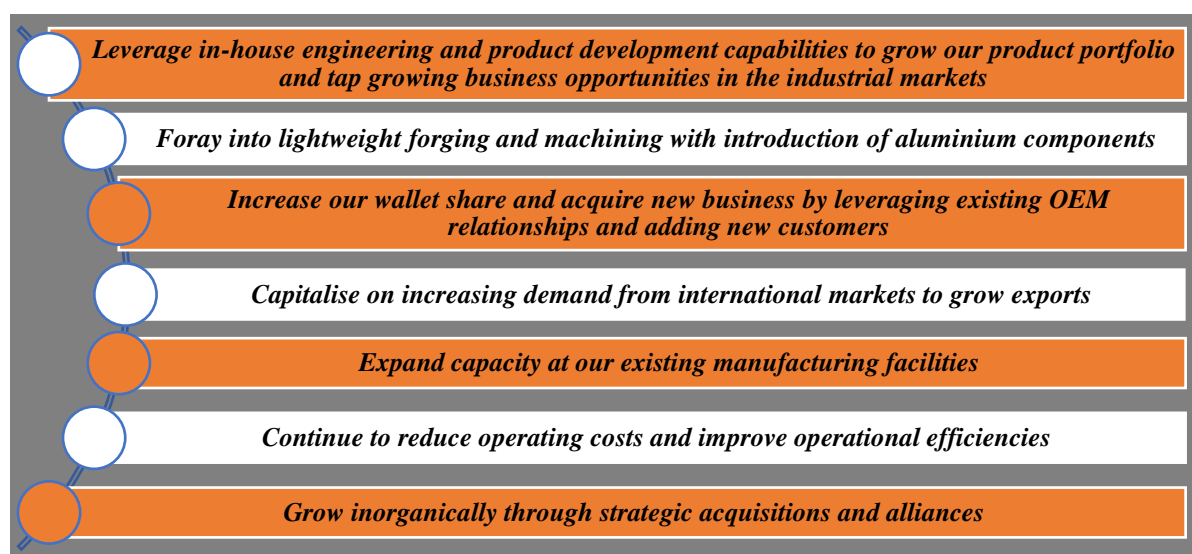 Leverage in-house engineering and product development capabilities to grow our product portfolio
and tap growing business opportunities in the industrial markets
Foray into lightweight forging and machining with introduction of aluminium components
Increase our wallet share and acquire new business by leveraging existing OEM
relationships and adding new customers
Capitalise on increasing demand from international markets to grow exports
Expand capacity at our existing manufacturing facilities
Continue to reduce operating costs and improve operational efficiencies
Grow inorganically through strategic acquisitions and alliances